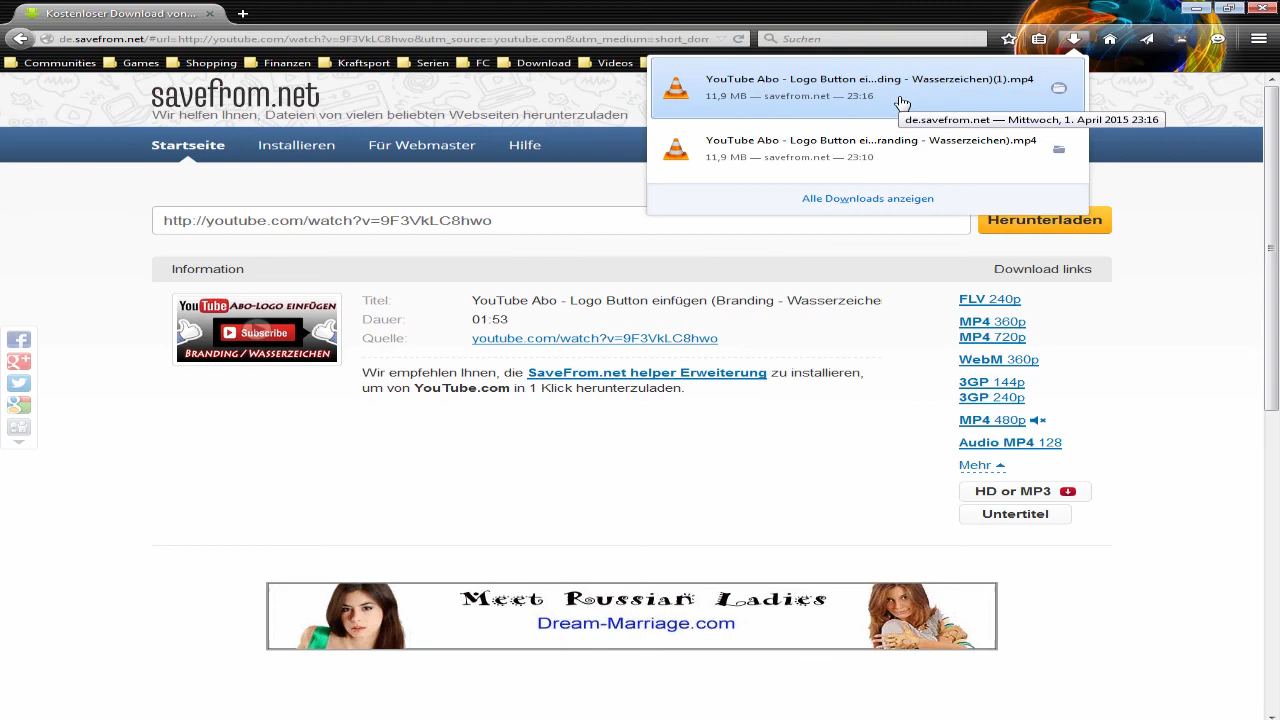 Kostenloser Download von...
de.savefrom.net/#url=http://youtube.com/watch?v=9F3VkLC8hwo&utm_source=youtube.com&utm_medium=short_dom
Suchen
Communities
Games
Shopping
Finanzen
Kraftsport
Serien
FC
Download
Videos
YouTube Abo - Logo Button ei...ding - Wasserzeichen)(1).mp4
11,9 MB — savefrom.net — 23:16
de.savefrom.net — Mittwoch, 1. April 2015 23:16
YouTube Abo - Logo Button ei...randing - Wasserzeichen).mp4
11,9 MB — savefrom.net — 23:10
Alle Downloads anzeigen
savefrom.net
Wir helfen Ihnen, Dateien von vielen beliebten Webseiten herunterzuladen
Startseite
Installieren
Für Webmaster
Hilfe
http://youtube.com/watch?v=9F3VkLC8hwo
Herunterladen
Information
Download links
YouTube ABO-LOGO EINFÜGEN
Subscribe
BRANDING / WASSERZEICHEN
Titel: YouTube Abo - Logo Button einfügen (Branding - Wasserzeiche
Dauer: 01:53
Quelle: youtube.com/watch?v=9F3VkLC8hwo
Wir empfehlen Ihnen, die SaveFrom.net helper Erweiterung zu installieren,
um von YouTube.com in 1 Klick herunterzuladen.
FLV 240p
MP4 360p
MP4 720p
WebM 360p
3GP 144p
3GP 240p
MP4 480p
Audio MP4 128
Mehr
HD or MP3
Untertitel
Meet Russian Ladies
Dream-Marriage.com